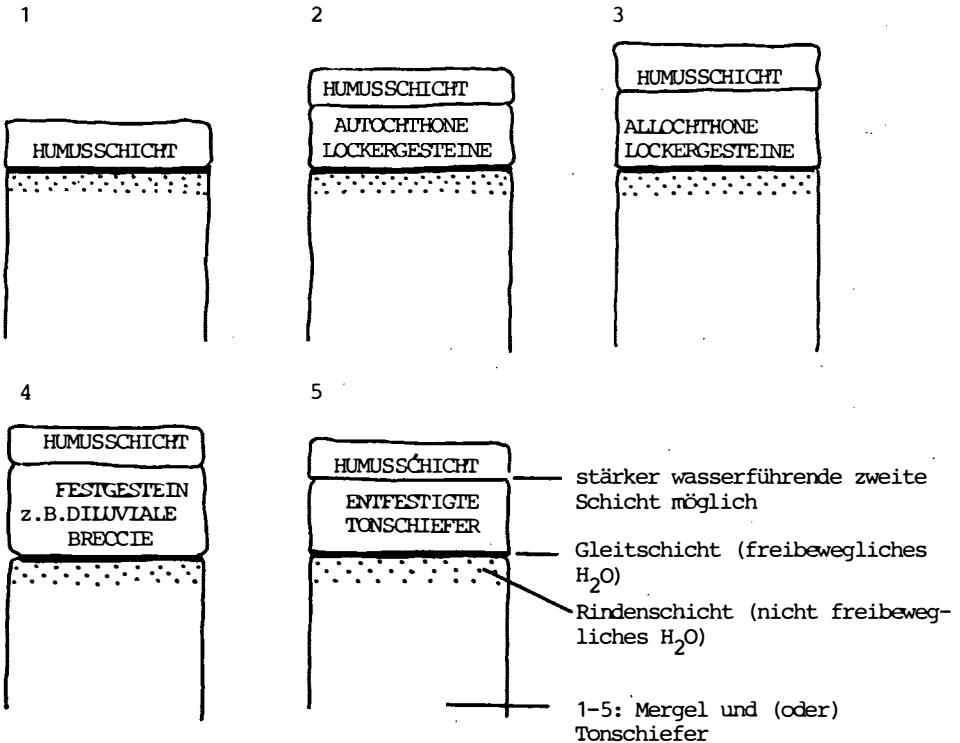 1
2
3
HUMUSSCHICHT
HUMUSSCHICHT
AUTOCHTHONE
LOCKERGESTEINE
HUMUSSCHICHT
ALLOCHTHONE
LOCKERGESTEINE
4
5
HUMUSSCHICHT
FESTGESTEIN
z.B.DILUVIALE
BRECCIE
HUMUSSCHICHT
ENTFESTIGTE
TONSCHIEFER
stärker wasserführende zweite
Schicht möglich
Gleitschicht (freibewegliches
H₂O)
Rindenschicht (nicht freibeweg-
liches H₂O)
1-5: Mergel und (oder)
Tonschiefer